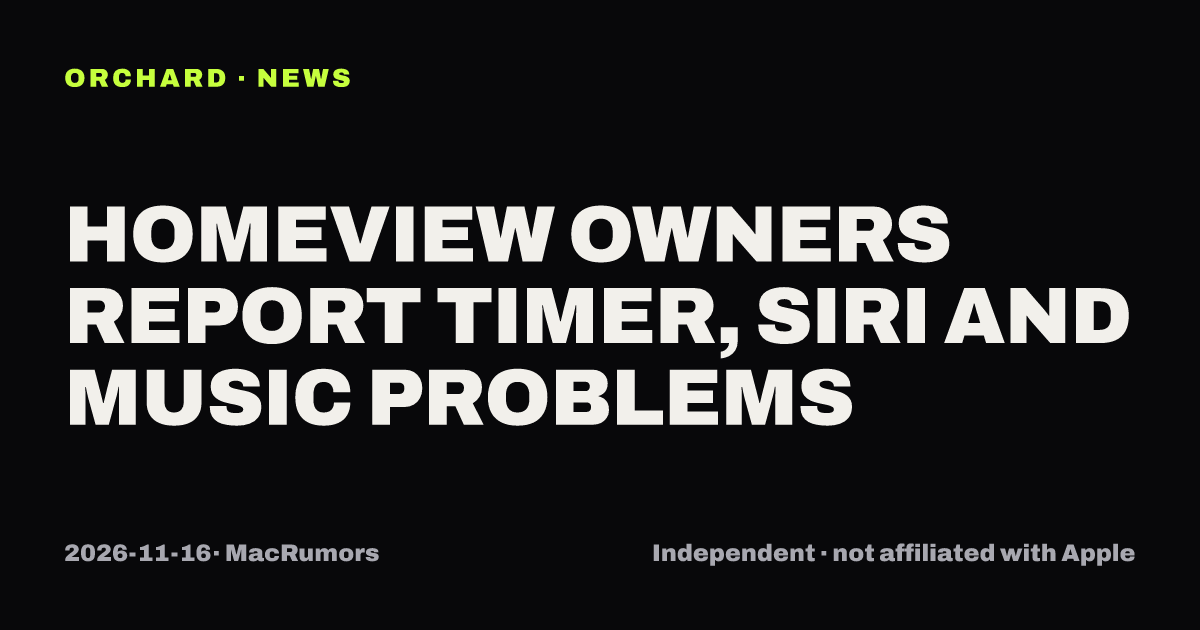 ORCHARD · NEWS
HOMEVIEW OWNERS
REPORT TIMER, SIRI AND
MUSIC PROBLEMS
2026-11-16· MacRumors
Independent · not affiliated with Apple